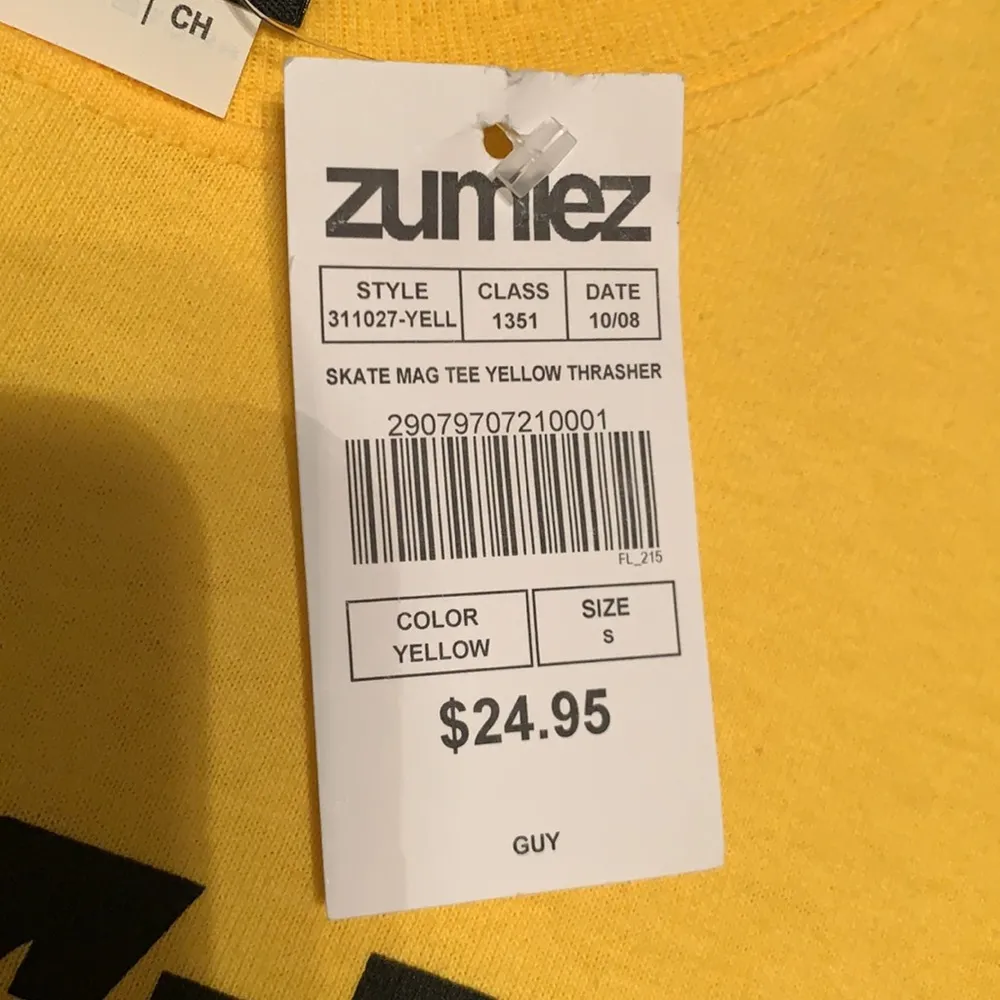 CH
zumiez
STYLE CLASS DATE
311027-YELL 1351 10/08
SKATE MAG TEE YELLOW THRASHER
29079707210001
FL_215
COLOR SIZE
YELLOW S
$24.95
GUY